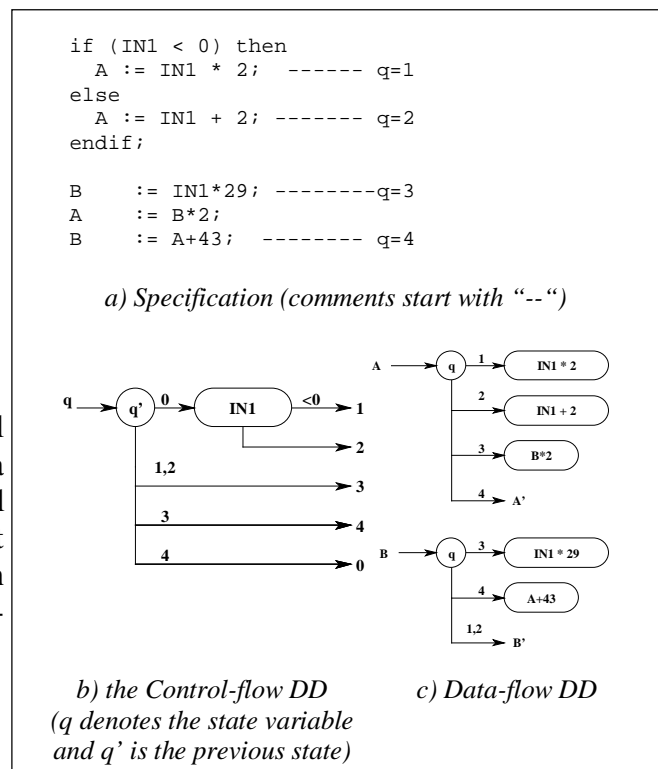 if (IN1 < 0) then
A := IN1 * 2; ------ q=1
else
A := IN1 + 2; ------- q=2
endif;
B := IN1*29; --------q=3
A := B*2;
B := A+43; -------- q=4
a) Specification (comments start with “--“)
q
q’
0
IN1
<0
1
2
1,2
3
3
4
4
0
A
q
1
IN1 * 2
2
IN1 + 2
3
B*2
4
A’
B
q
3
IN1 * 29
4
A+43
1,2
B’
b) the Control-flow DD
(q denotes the state variable
and q’ is the previous state)
c) Data-flow DD